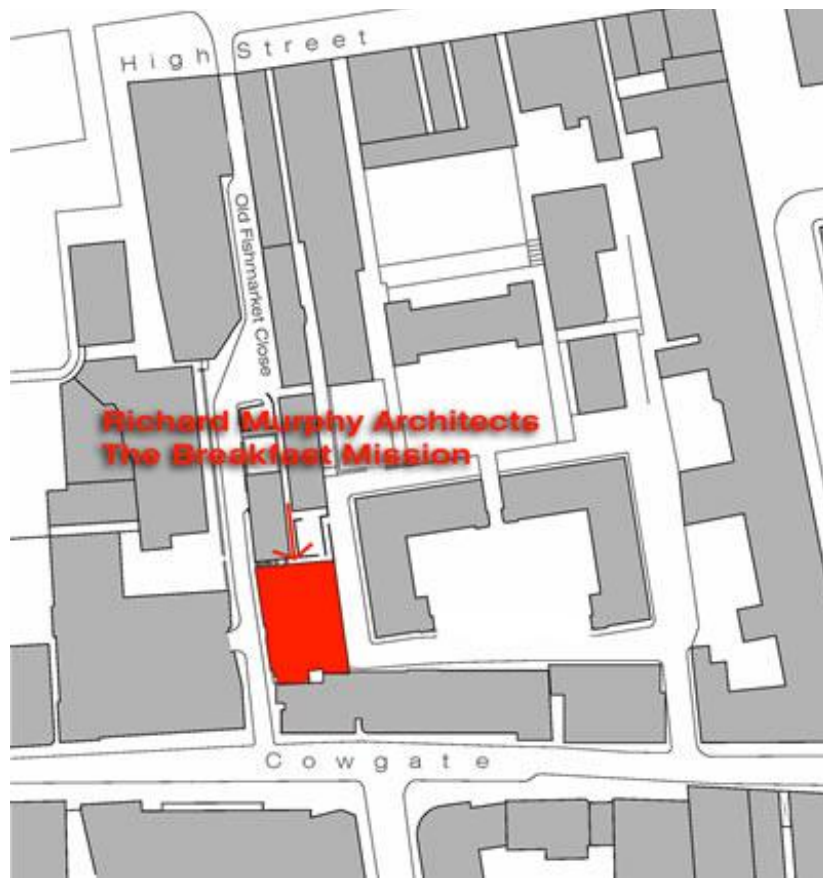 High Street
Old Fishmarket Close
Richard Murphy Architects
The Breakfast Mission
Cowgate